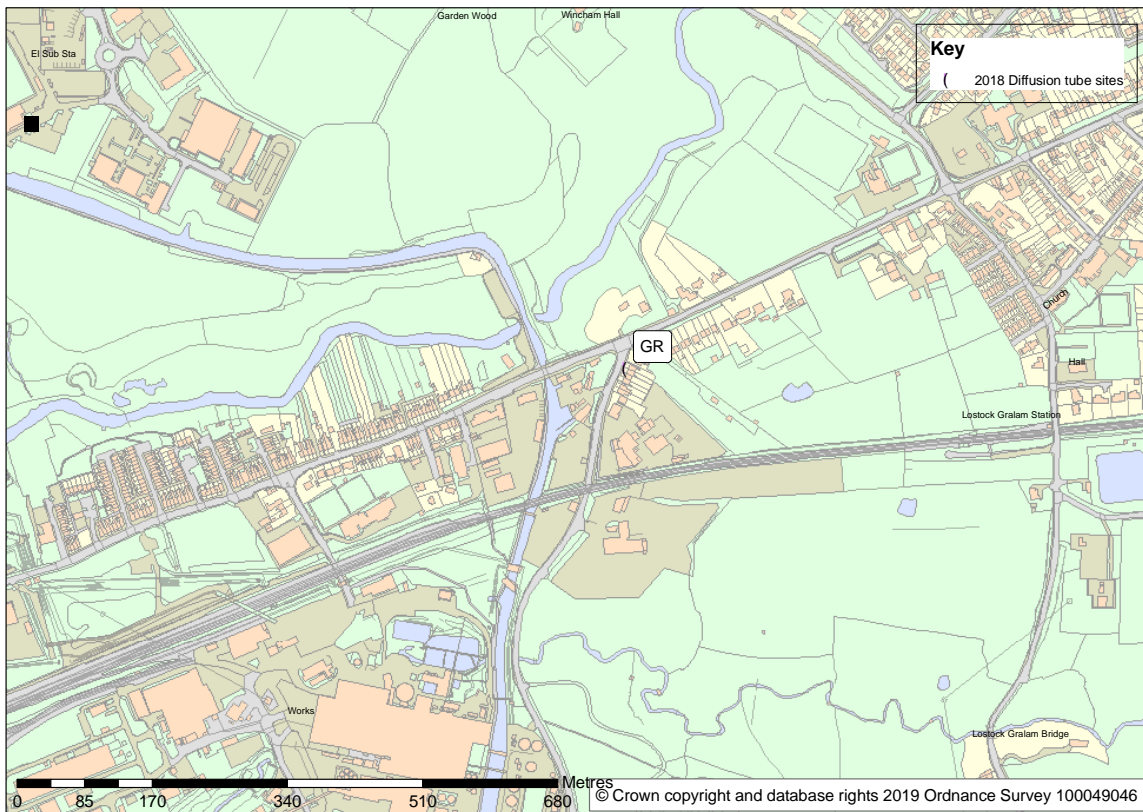 Garden Wood
Wincham Hall
El Sub Sta
Key
( 2018 Diffusion tube sites
GR
Church
Hall
Lostock Gralam Station
Works
Lostock Gralam Bridge
Metres
0 85 170 340 510 680
© Crown copyright and database rights 2019 Ordnance Survey 100049046